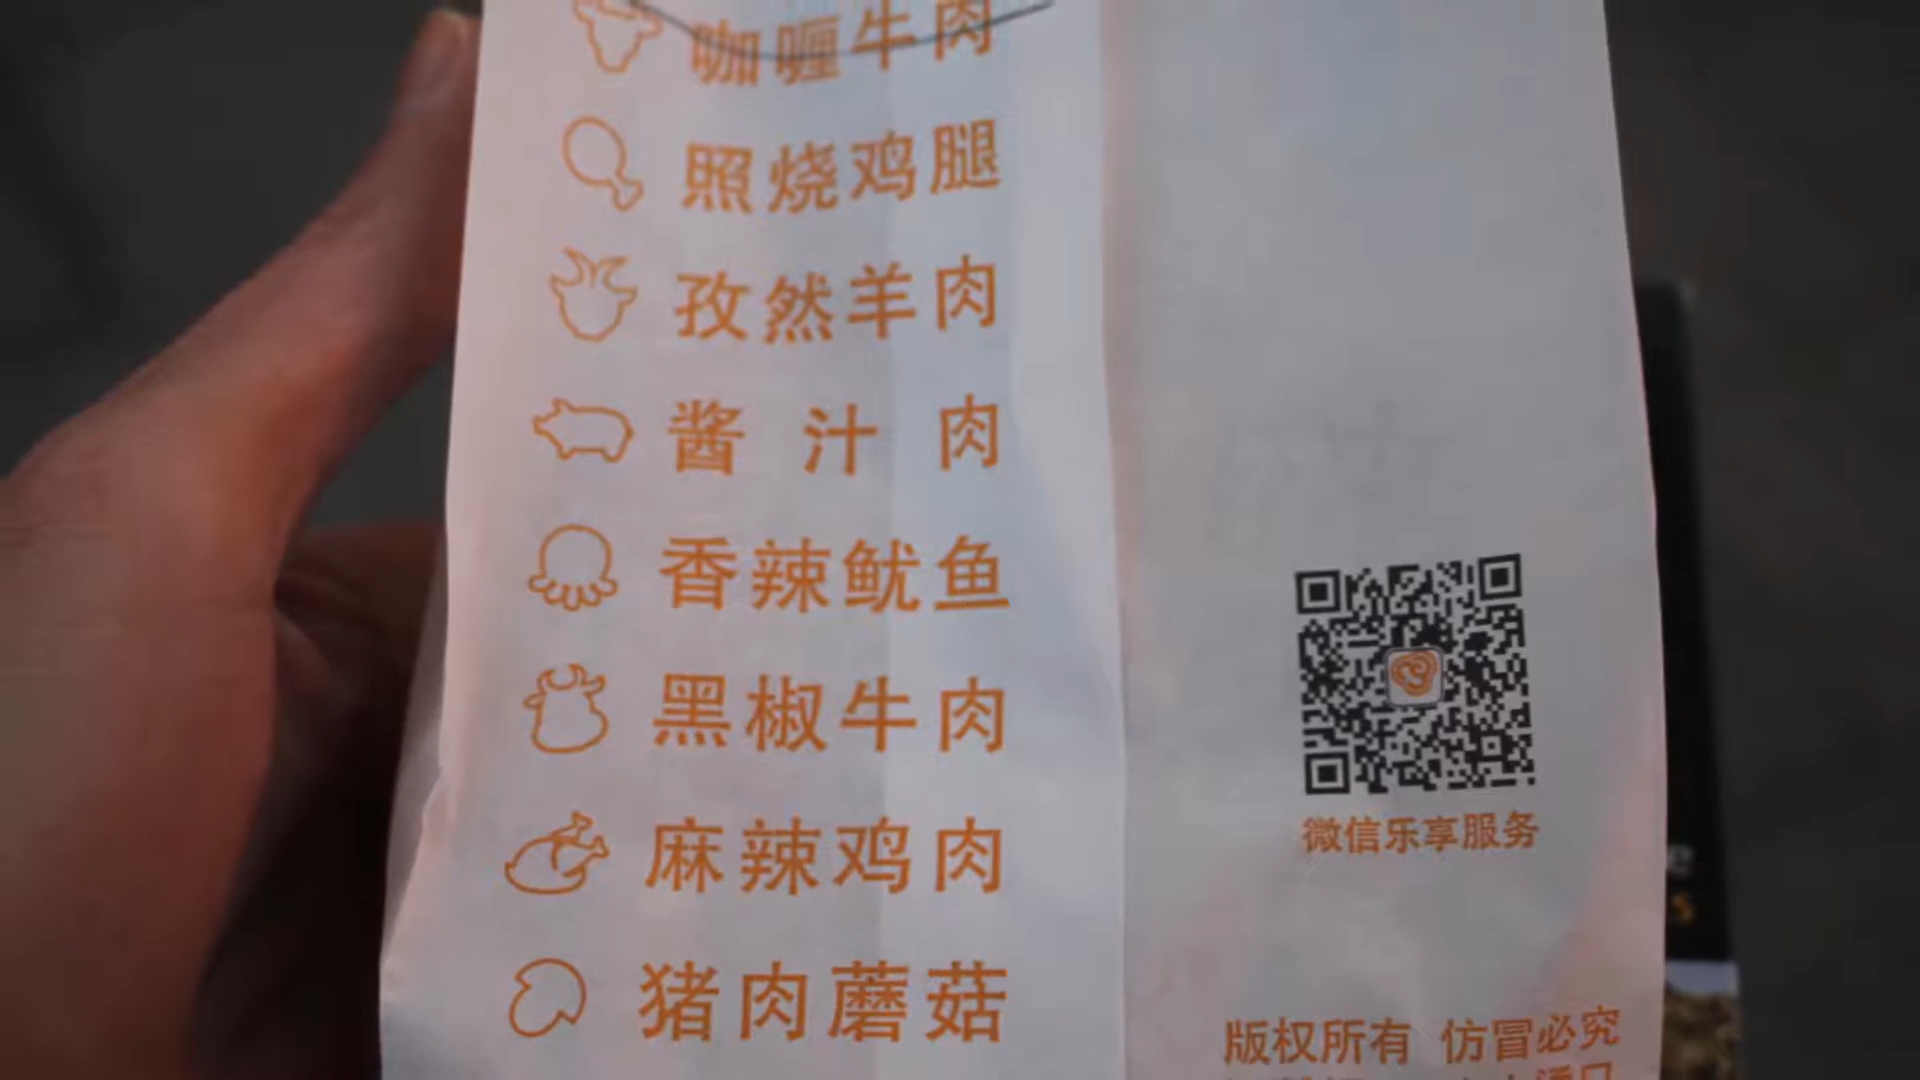 咖喱牛肉
照烧鸡腿
孜然羊肉
酱汁肉
香辣鱿鱼
黑椒牛肉
麻辣鸡肉
猪肉蘑菇
微信乐享服务
版权所有 仿冒必究